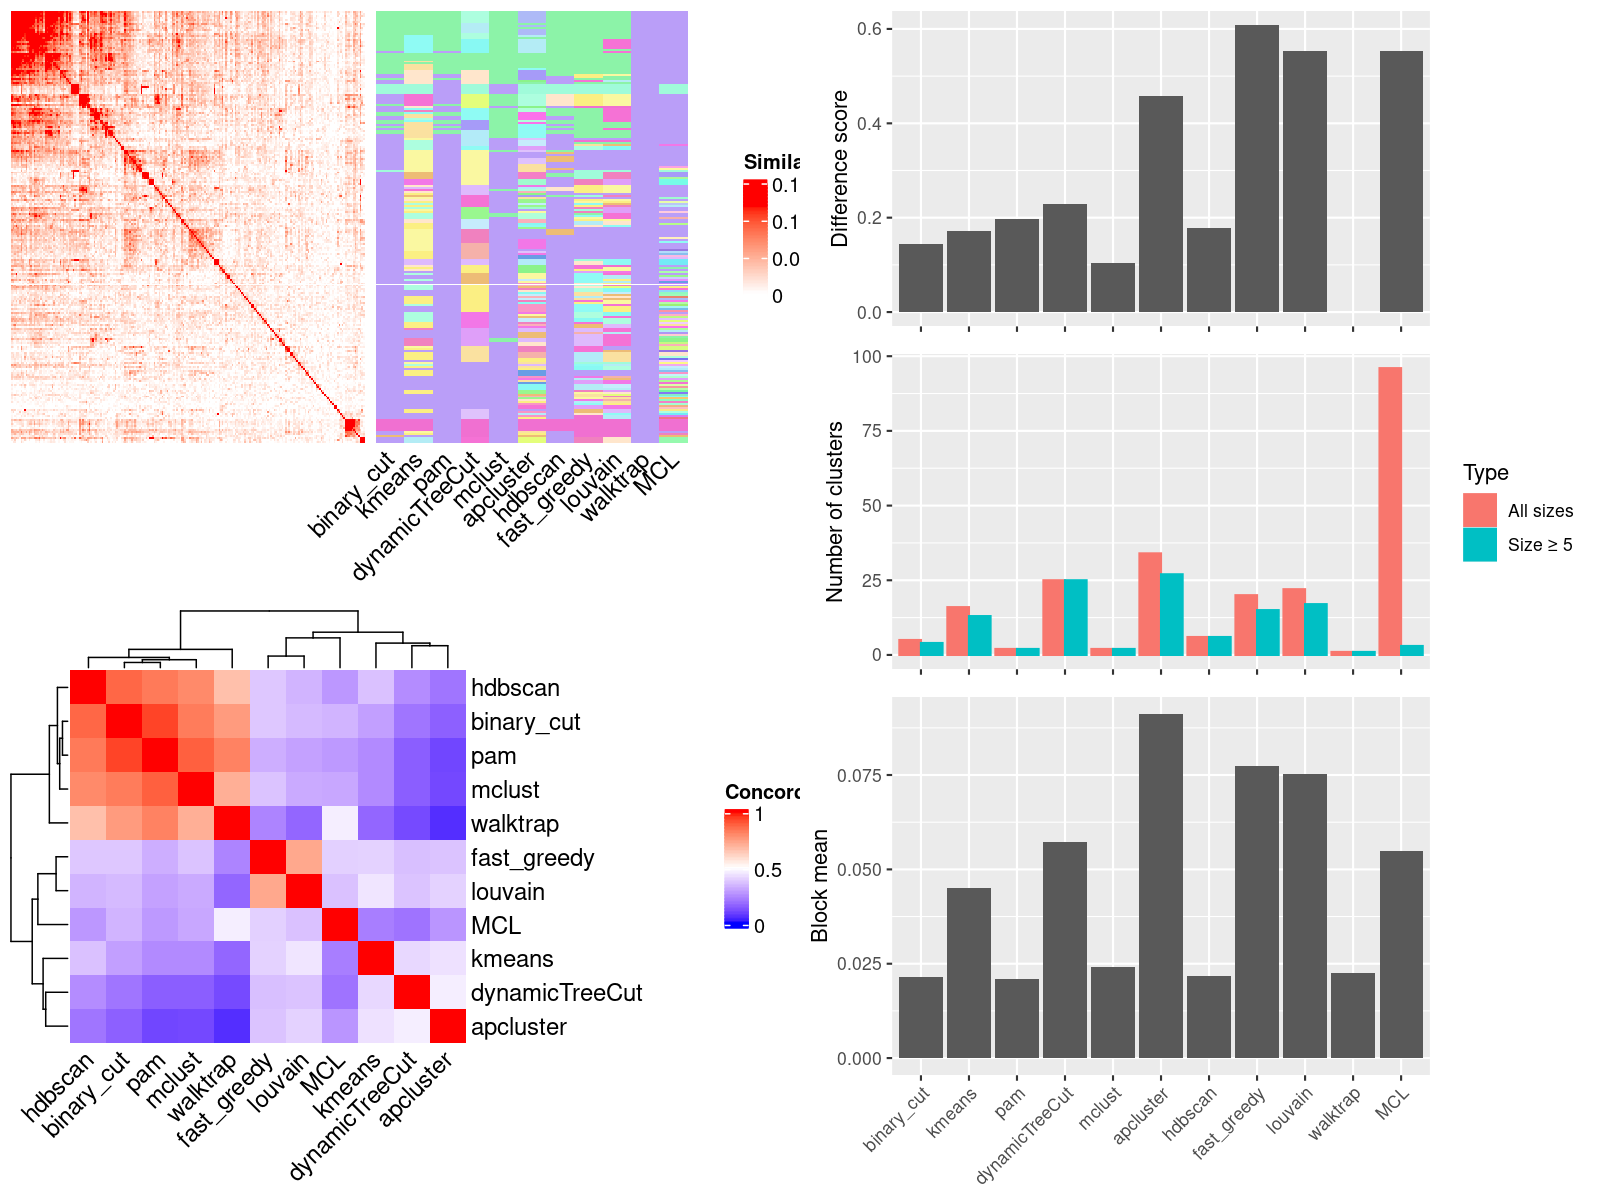 Simila
0.1
0.1
0.0
0
binary_cut
kmeans
pam
dynamicTreeCut
mclust
apcluster
hdbscan
fast_greedy
louvain
walktrap
MCL
hdbscan
binary_cut
pam
mclust
walktrap
fast_greedy
louvain
MCL
kmeans
dynamicTreeCut
apcluster
hdbscan
binary_cut
pam
mclust
walktrap
fast_greedy
louvain
MCL
kmeans
dynamicTreeCut
apcluster
Concord
1
0.5
0
Difference score
0.6
0.4
0.2
0.0
Number of clusters
100
75
50
25
0
Type
All sizes
Size ≥ 5
Block mean
0.075
0.050
0.025
0.000
binary_cut
kmeans
pam
dynamicTreeCut
mclust
apcluster
hdbscan
fast_greedy
louvain
walktrap
MCL